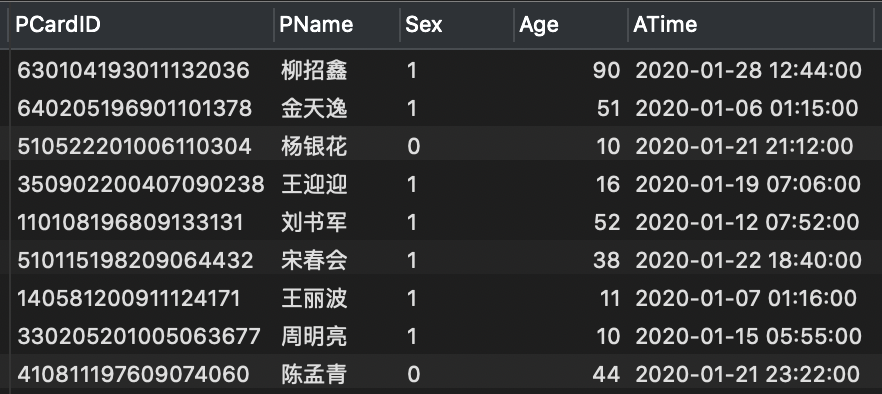 PCardID PName Sex Age ATime
630104193011132036 柳招鑫 1 90 2020-01-28 12:44:00
640205196901101378 金天逸 1 51 2020-01-06 01:15:00
510522201006110304 杨银花 0 10 2020-01-21 21:12:00
350902200407090238 王迎迎 1 16 2020-01-19 07:06:00
110108196809133131 刘书军 1 52 2020-01-12 07:52:00
510115198209064432 宋春会 1 38 2020-01-22 18:40:00
140581200911124171 王丽波 1 11 2020-01-07 01:16:00
330205201005063677 周明亮 1 10 2020-01-15 05:55:00
410811197609074060 陈孟青 0 44 2020-01-21 23:22:00